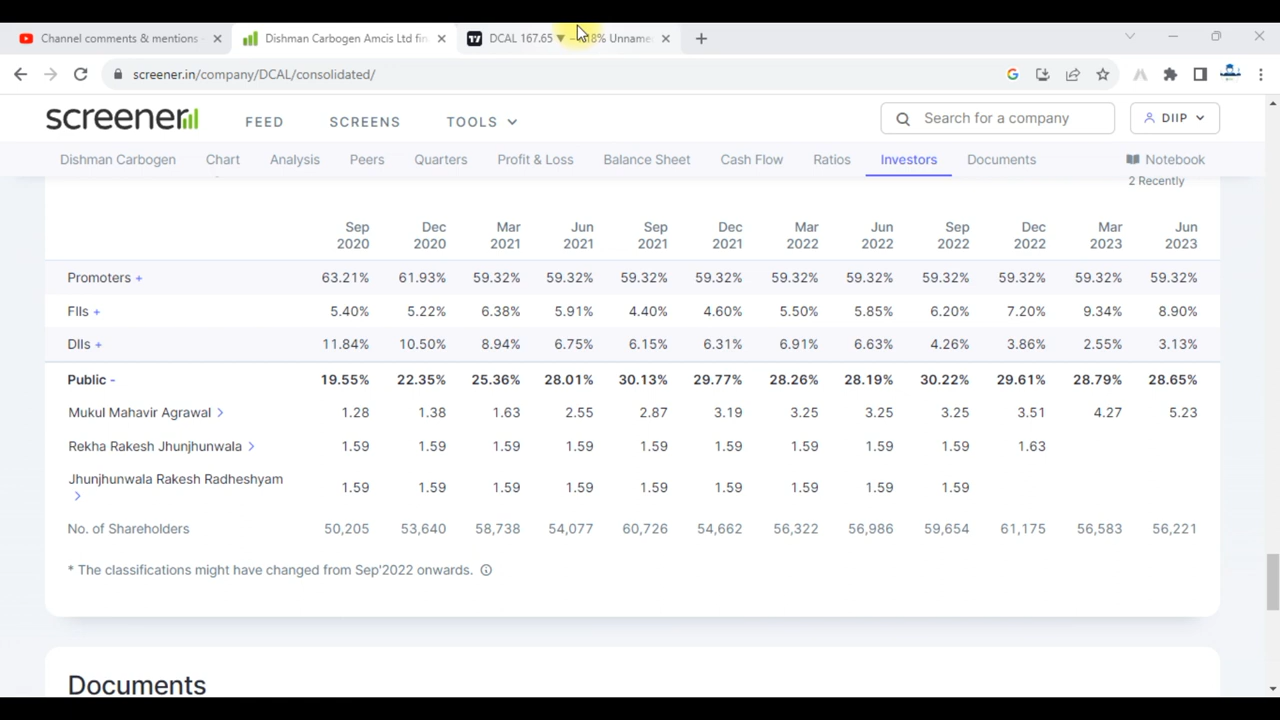 Channel comments & mentions
Dishman Carbogen Amcis Ltd fin
DCAL 167.65 ▼ 18% Unname
screener.in/company/DCAL/consolidated/
screener
FEED
SCREENS
TOOLS
Search for a company
DIIP
Dishman Carbogen
Chart
Analysis
Peers
Quarters
Profit & Loss
Balance Sheet
Cash Flow
Ratios
Investors
Documents
Notebook
2 Recently
Sep 2020 Dec 2020 Mar 2021 Jun 2021 Sep 2021 Dec 2021 Mar 2022 Jun 2022 Sep 2022 Dec 2022 Mar 2023 Jun 2023
Promoters + 63.21% 61.93% 59.32% 59.32% 59.32% 59.32% 59.32% 59.32% 59.32% 59.32% 59.32% 59.32%
FIIs + 5.40% 5.22% 6.38% 5.91% 4.40% 4.60% 5.50% 5.85% 6.20% 7.20% 9.34% 8.90%
DIIs + 11.84% 10.50% 8.94% 6.75% 6.15% 6.31% 6.91% 6.63% 4.26% 3.86% 2.55% 3.13%
Public - 19.55% 22.35% 25.36% 28.01% 30.13% 29.77% 28.26% 28.19% 30.22% 29.61% 28.79% 28.65%
Mukul Mahavir Agrawal > 1.28 1.38 1.63 2.55 2.87 3.19 3.25 3.25 3.25 3.51 4.27 5.23
Rekha Rakesh Jhunjhunwala > 1.59 1.59 1.59 1.59 1.59 1.59 1.59 1.59 1.59 1.63
Jhunjhunwala Rakesh Radheshyam > 1.59 1.59 1.59 1.59 1.59 1.59 1.59 1.59 1.59
No. of Shareholders 50,205 53,640 58,738 54,077 60,726 54,662 56,322 56,986 59,654 61,175 56,583 56,221
* The classifications might have changed from Sep'2022 onwards.
Documents